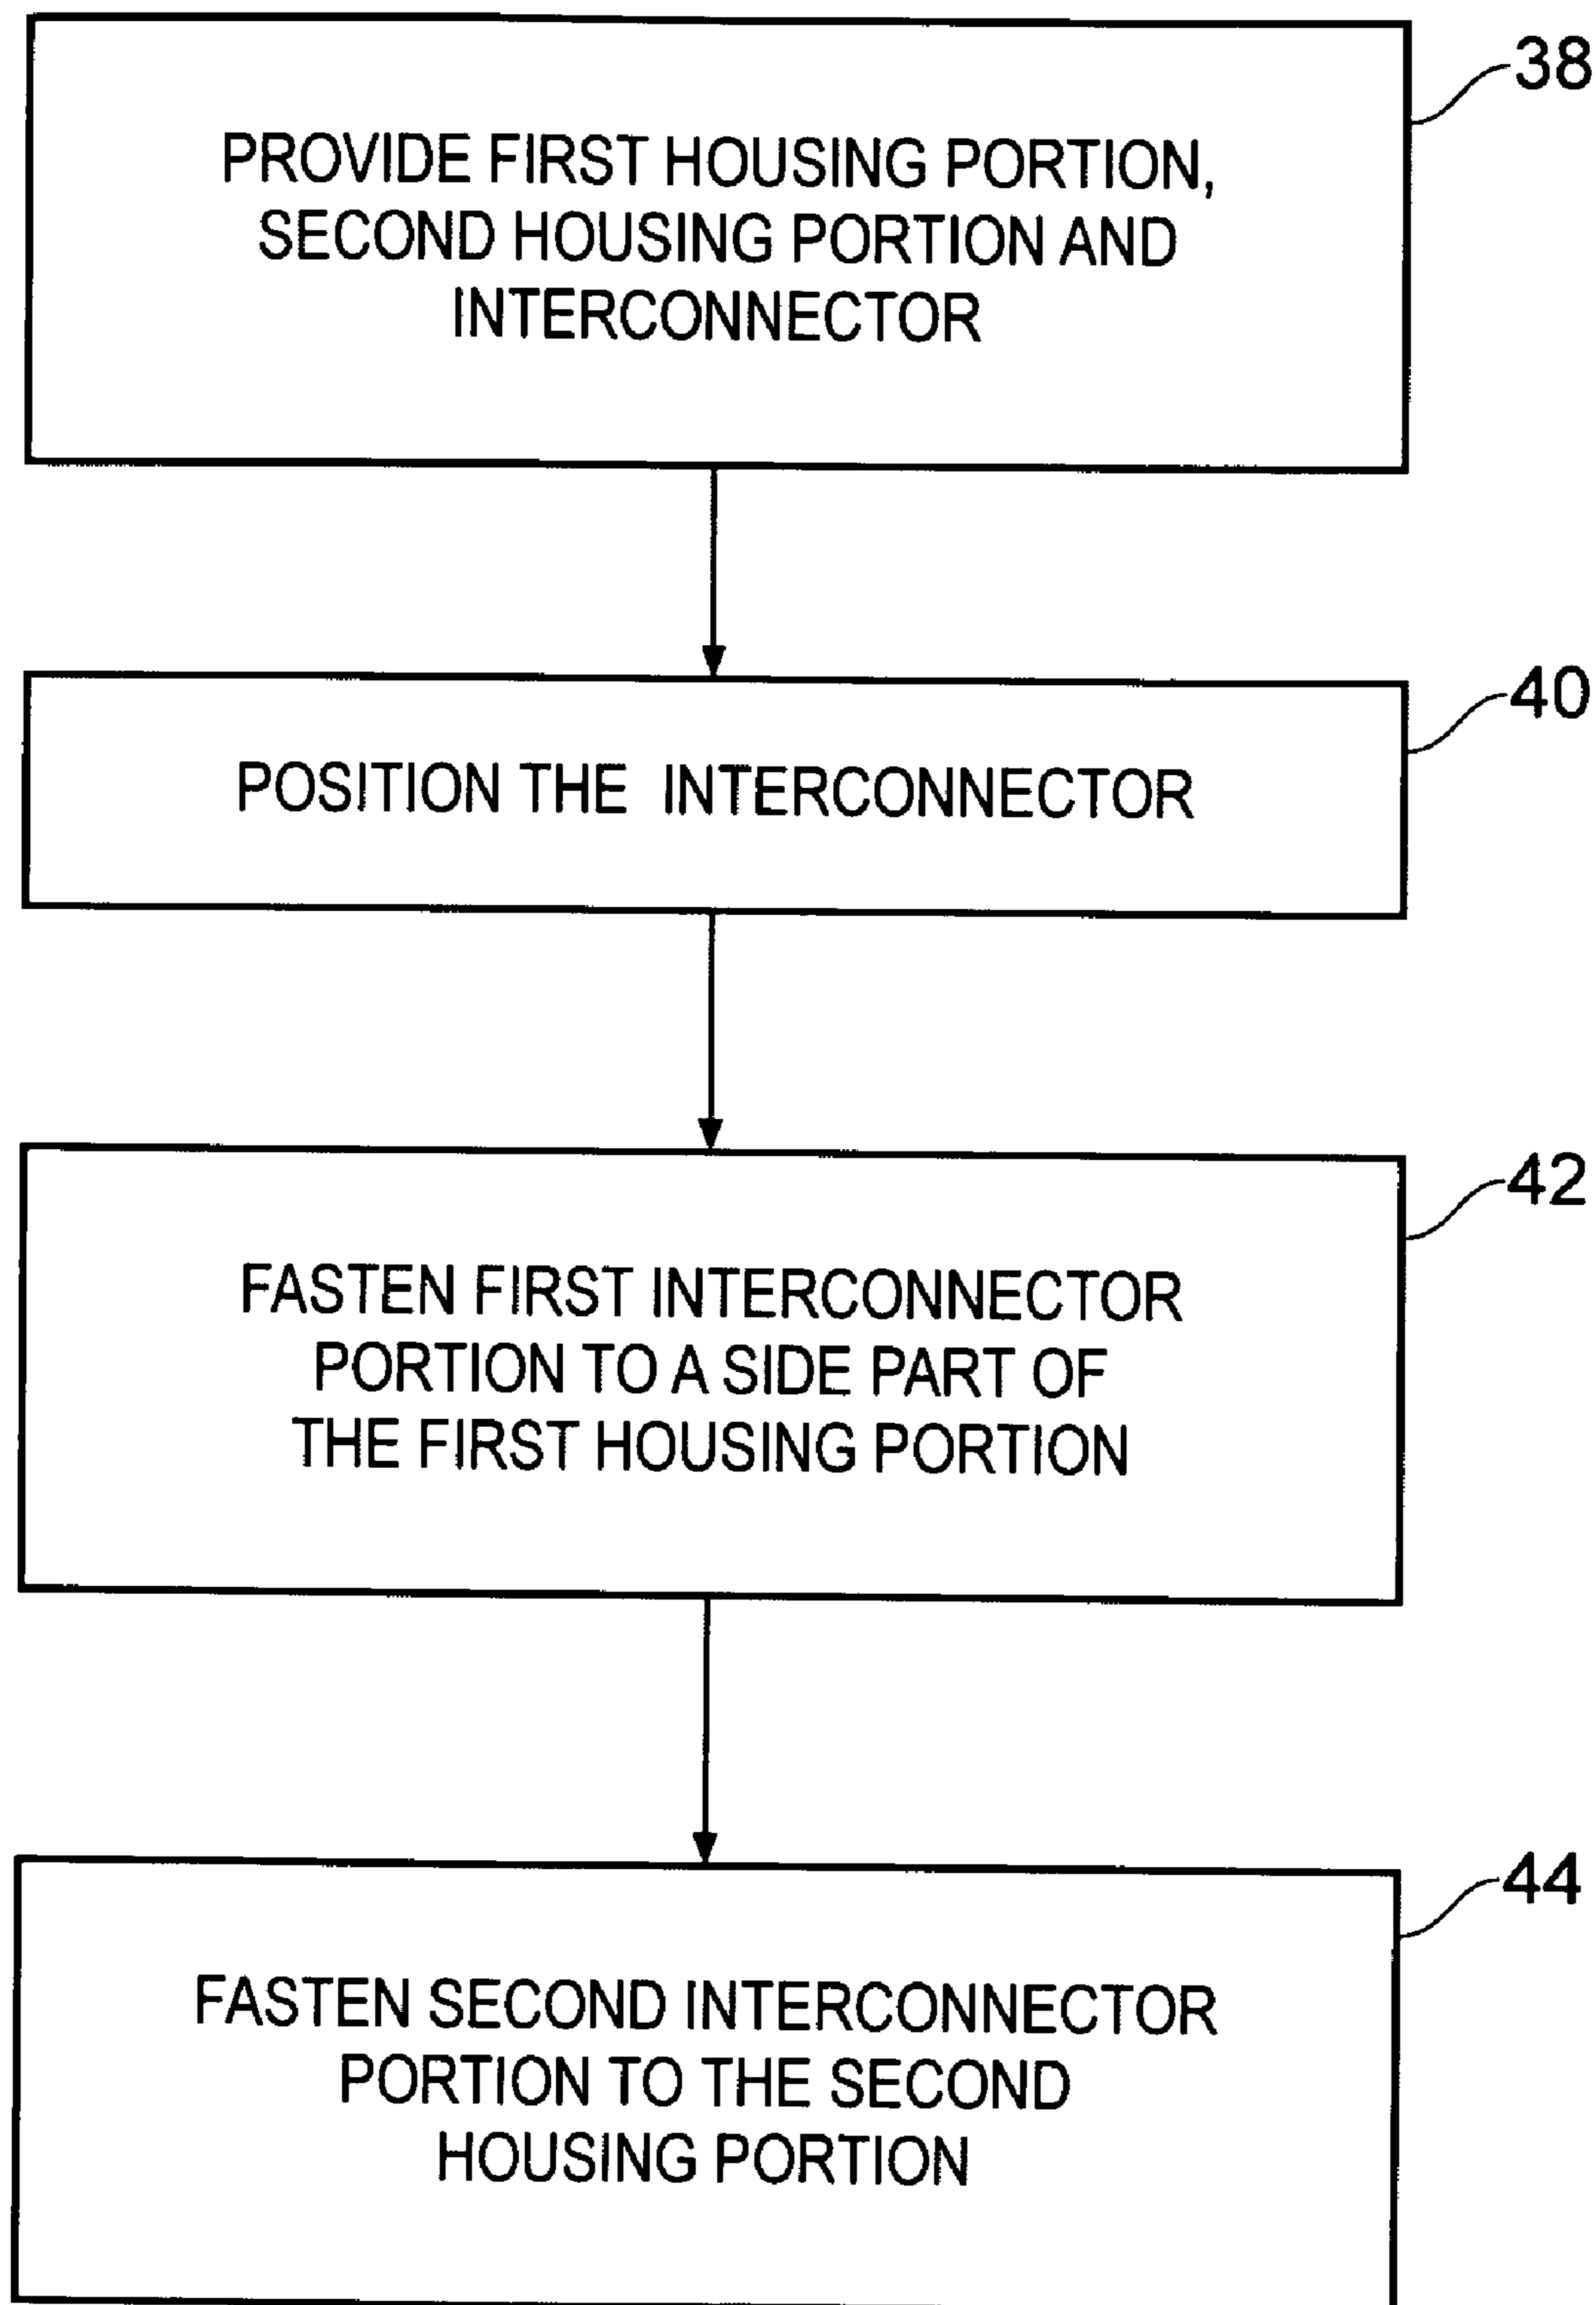 38
PROVIDE FIRST HOUSING PORTION,
SECOND HOUSING PORTION AND
INTERCONNECTOR
40
POSITION THE INTERCONNECTOR
42
FASTEN FIRST INTERCONNECTOR
PORTION TO A SIDE PART OF
THE FIRST HOUSING PORTION
44
FASTEN SECOND INTERCONNECTOR
PORTION TO THE SECOND
HOUSING PORTION